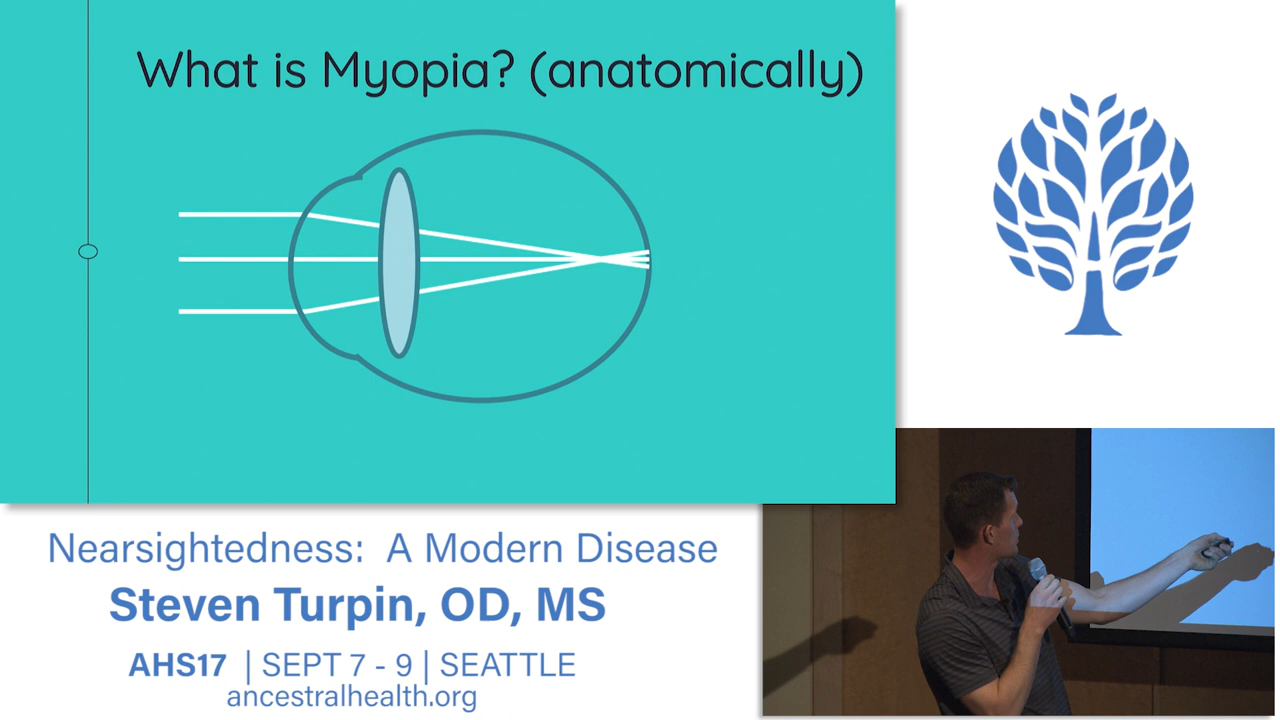 What is Myopia? (anatomically)
Nearsightedness: A Modern Disease
Steven Turpin, OD, MS
AHS17 | SEPT 7 - 9 | SEATTLE
ancestralhealth.org